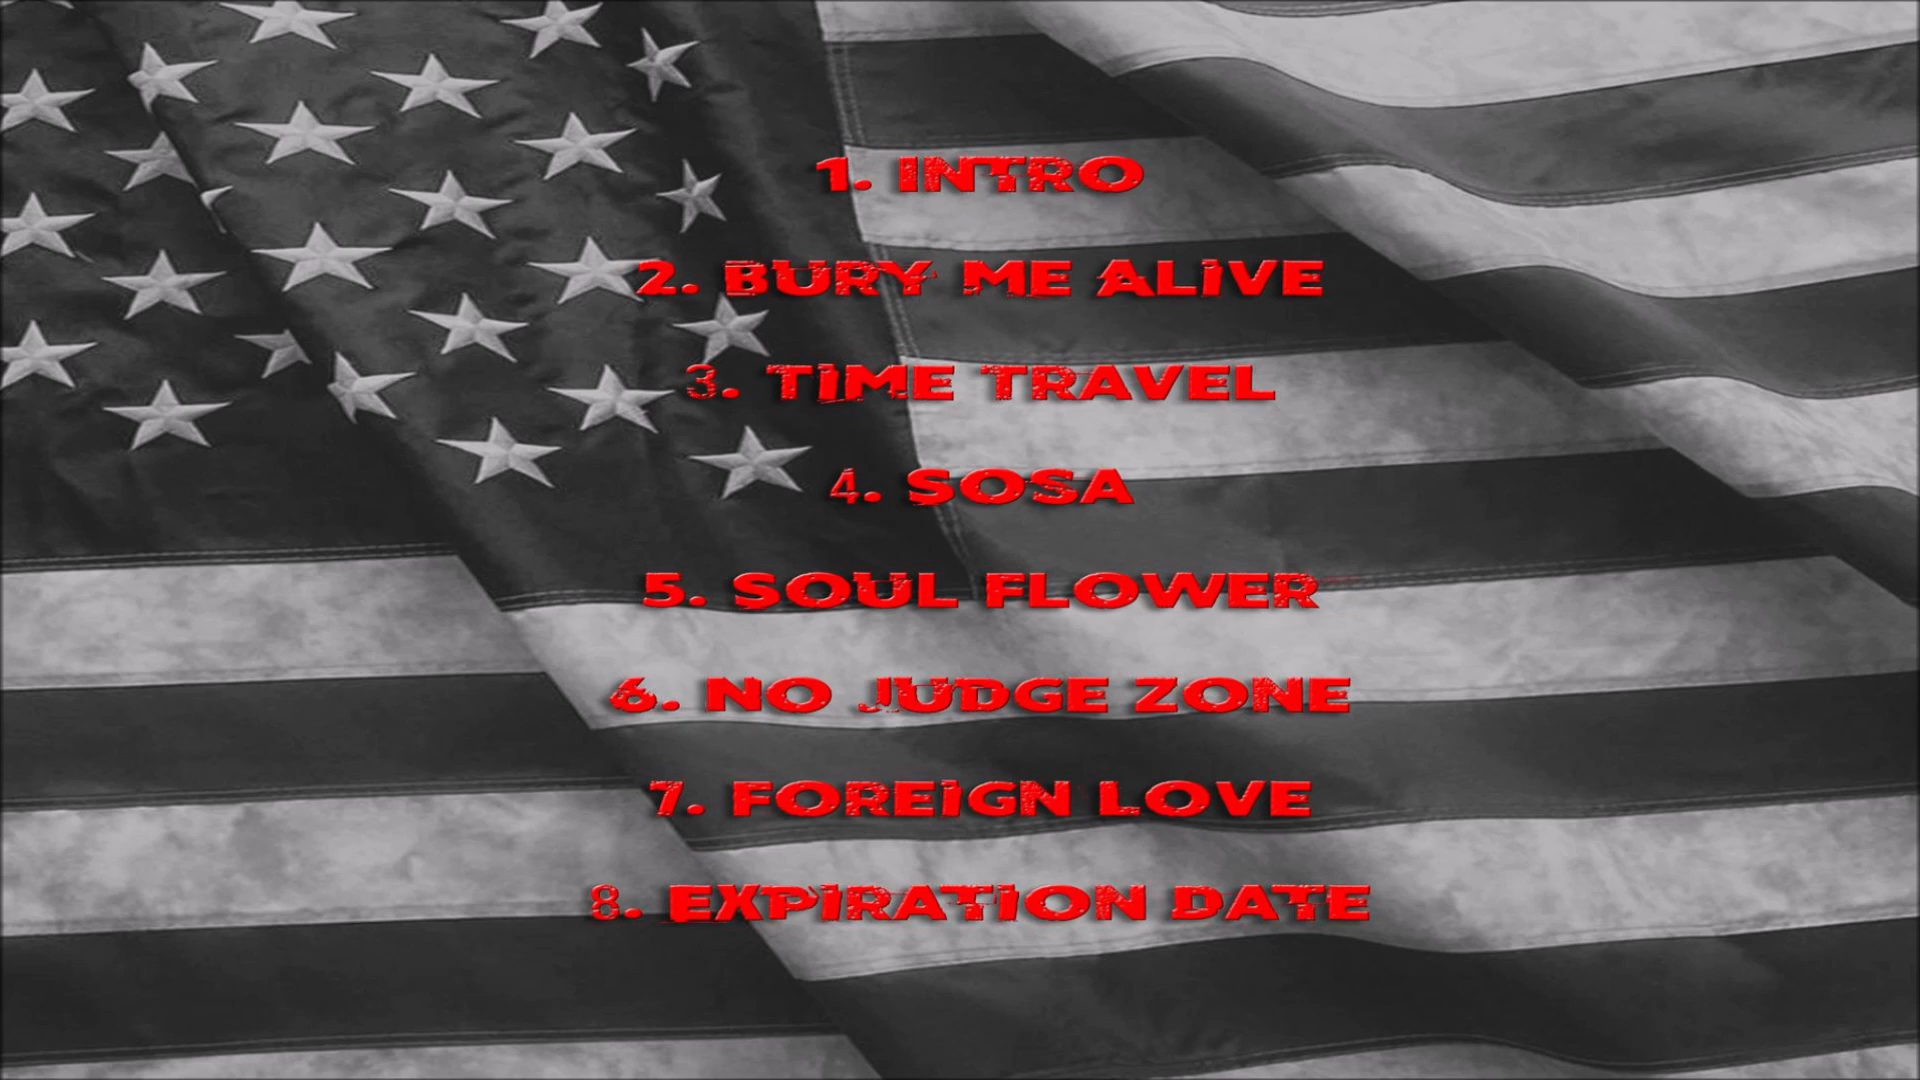 1. INTRO
2. BURY ME ALIVE
3. TIME TRAVEL
4. SOSA
5. SOUL FLOWER
6. NO JUDGE ZONE
7. FOREIGN LOVE
8. EXPIRATION DATE